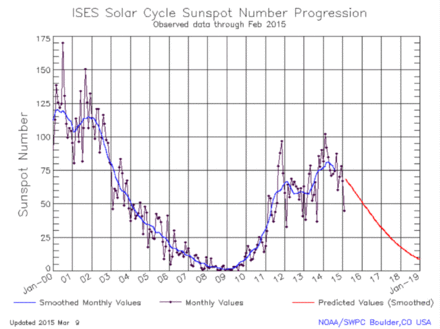 ISES Solar Cycle Sunspot Number Progression
Observed data through Feb 2015
Sunspot Number
175
150
125
100
75
50
25
0
Jan-00 01 02 03 04 05 06 07 08 09 10 11 12 13 14 15 16 17 18 Jan-19
Smoothed Monthly Values Monthly Values Predicted Values (Smoothed)
Updated 2015 Mar 9 NOAA/SWPC Boulder,CO USA